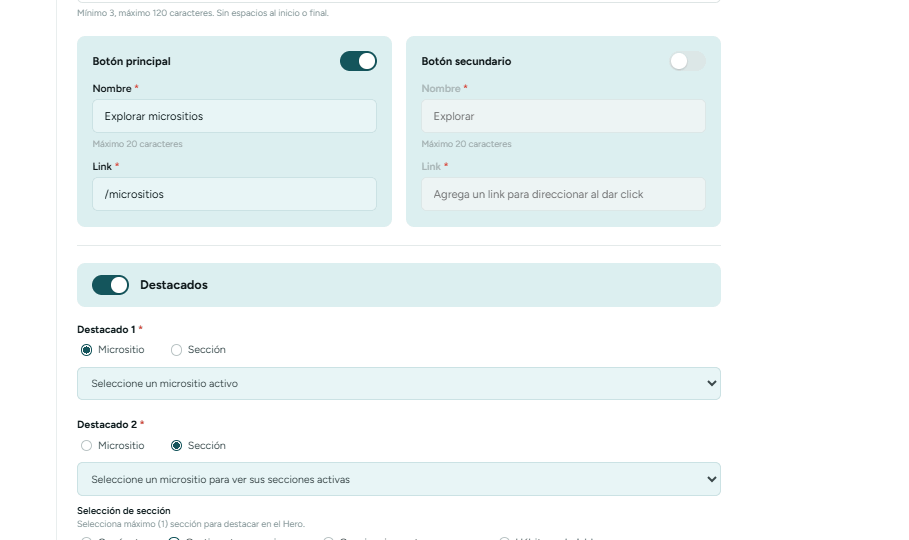 Mínimo 3, máximo 120 caracteres. Sin espacios al inicio o final.
Botón principal
Nombre *
Explorar micrositios
Máximo 20 caracteres
Link *
/micrositios
Botón secundario
Nombre *
Explorar
Máximo 20 caracteres
Link *
Agrega un link para direccionar al dar click
Destacados
Destacado 1 *
Micrositio
Sección
Seleccione un micrositio activo
Destacado 2 *
Micrositio
Sección
Seleccione un micrositio para ver sus secciones activas
Selección de sección
Selecciona máximo (1) sección para destacar en el Hero.